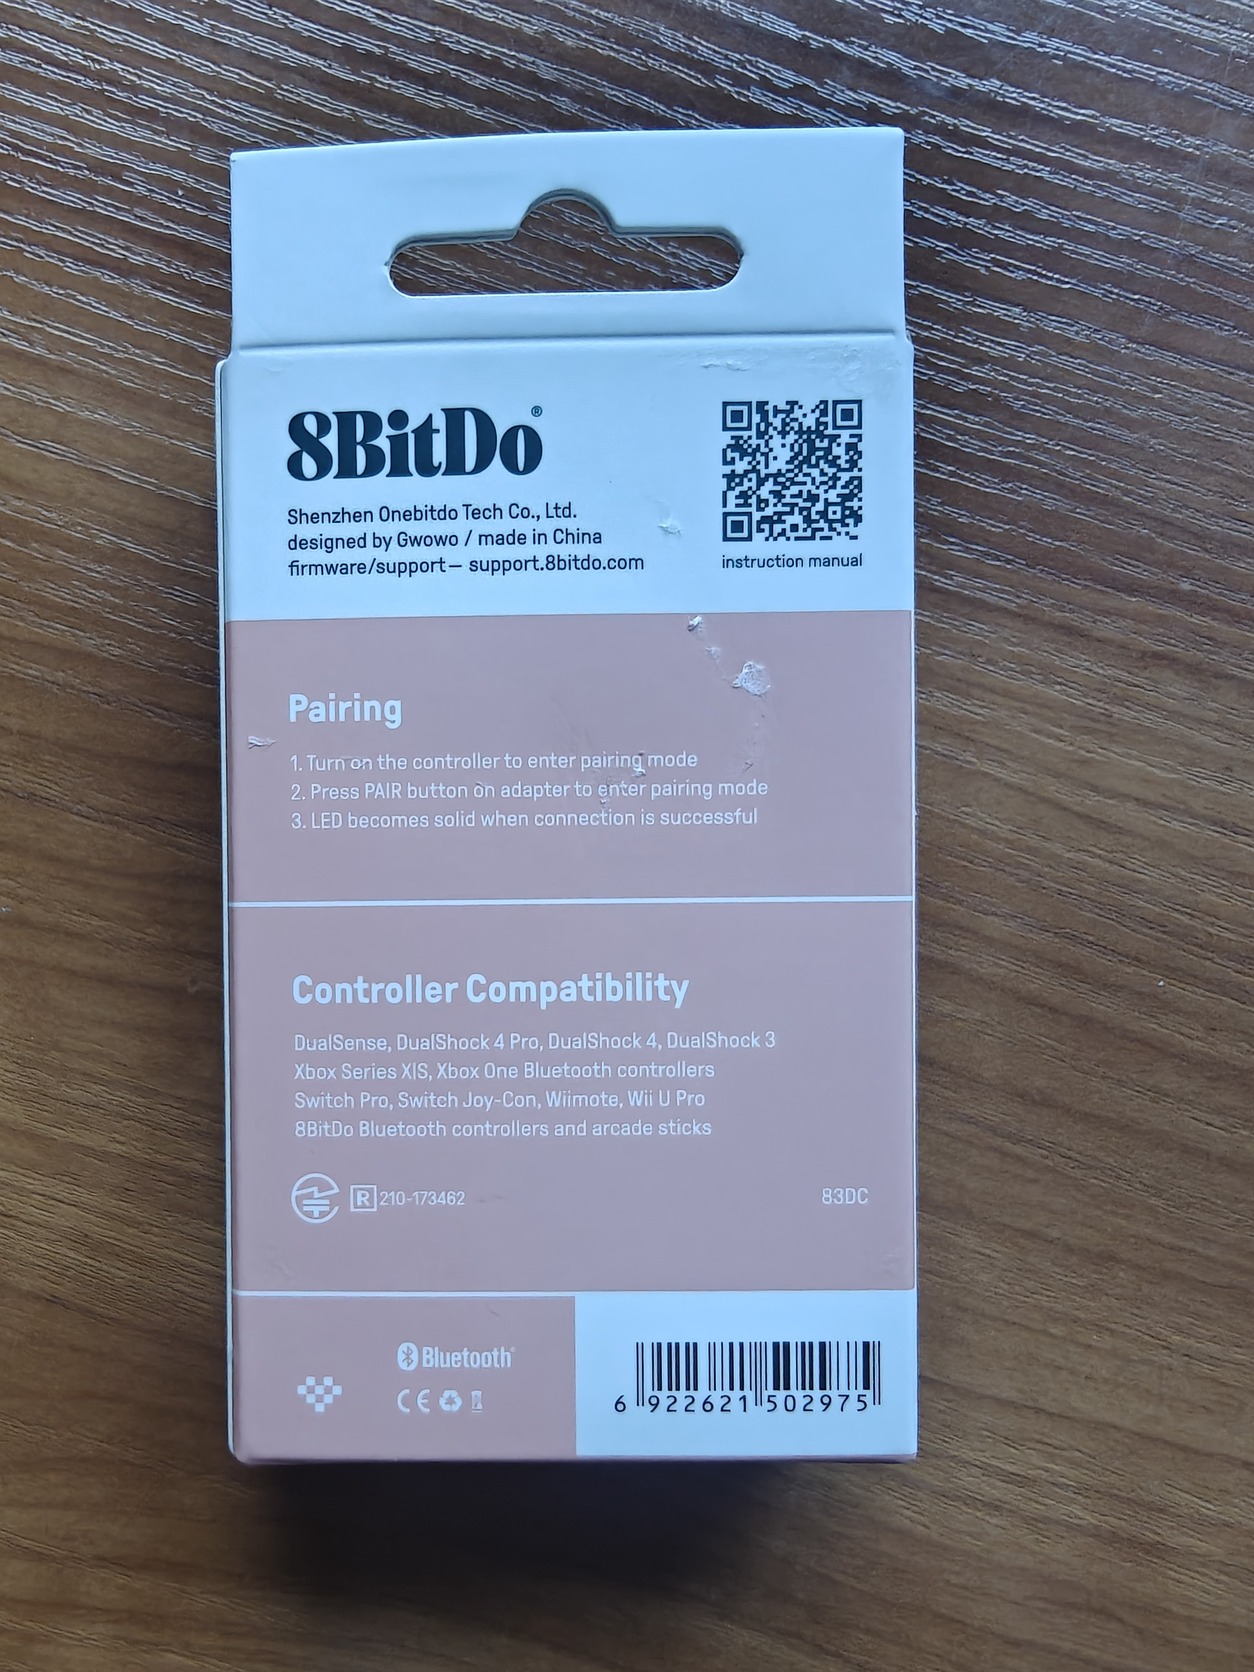 8BitDo®
Shenzhen Onebitdo Tech Co., Ltd.
designed by Gwowo / made in China
firmware/support— support.8bitdo.com
instruction manual
Pairing
1. Turn on the controller to enter pairing mode
2. Press PAIR button on adapter to enter pairing mode
3. LED becomes solid when connection is successful
Controller Compatibility
DualSense, DualShock 4 Pro, DualShock 4, DualShock 3
Xbox Series X|S, Xbox One Bluetooth controllers
Switch Pro, Switch Joy-Con, Wiimote, Wii U Pro
8BitDo Bluetooth controllers and arcade sticks
R 210-173462
83DC
Bluetooth®
CE
6 922621 502975